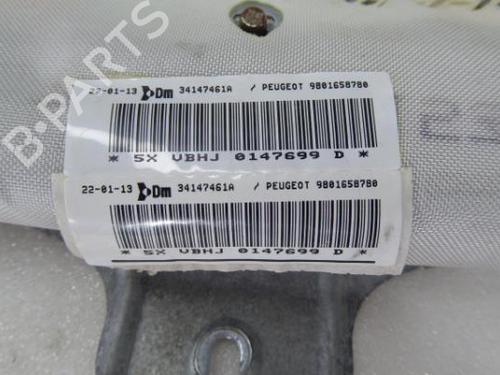 22-01-13 Dm 34147461A / PEUGEOT 9801658780
* 5X VBHJ 0147699 D *
22-01-13 Dm 34147461A / PEUGEOT 9801658780
* 5X VBHJ 0147699 D *
B-PARTS